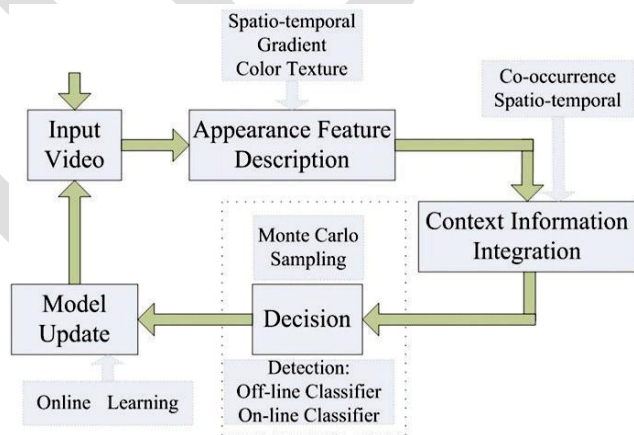 Spatio-temporal
Gradient
Color Texture
Co-occurrence
Spatio-temporal
Input
Video
Appearance Feature
Description
Context Information
Integration
Monte Carlo
Sampling
Model
Update
Decision
Detection:
Off-line Classifier
On-line Classifier
Online Learning